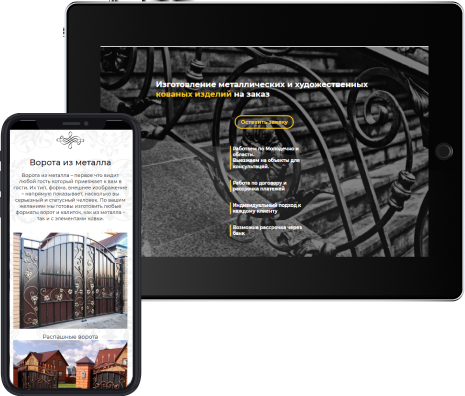 Изготовление металлических и художественных
кованых изделий на заказ
Оставить заявку
Работаем по Молодечно и
области.
Выезжаем на объекты для
консультаций.
Работа по договору и
рассрочка платежей
Индивидуальный подход к
каждому клиенту
Возможна рассрочка через
банк
Ворота из металла
Ворота из металла – первое что видит
любой гость который приезжает к вам в
гости. Их тип, форма, внешнее изображение
– напрямую показывает, насколько вы
серьезный и статусный человек. По вашим
желаниям мы готовы изготовить любые
форматы ворот и калиток, как из металла –
так и с элементами ковки.
Распашные ворота